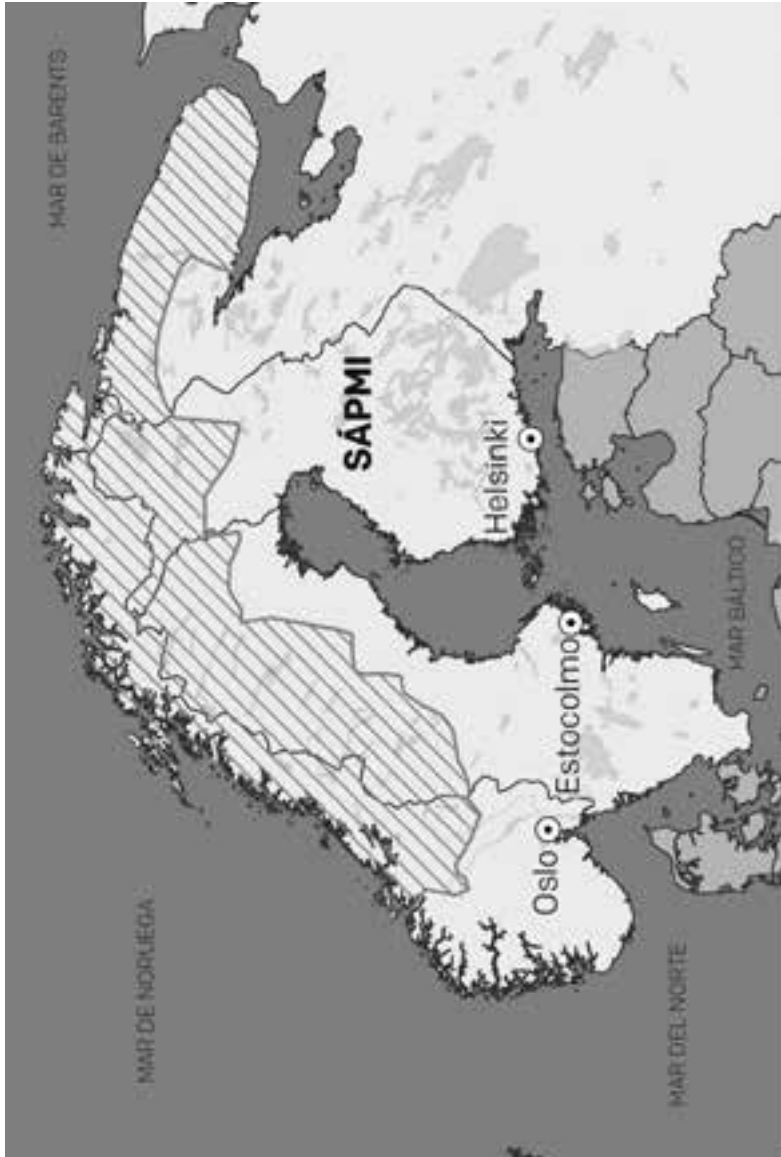 MAR DE BARENTS
MAR DE NORUEGA
SÁPMI
Helsinki
Oslo
Estocolmo
MAR DEL NORTE
MAR BÁLTICO